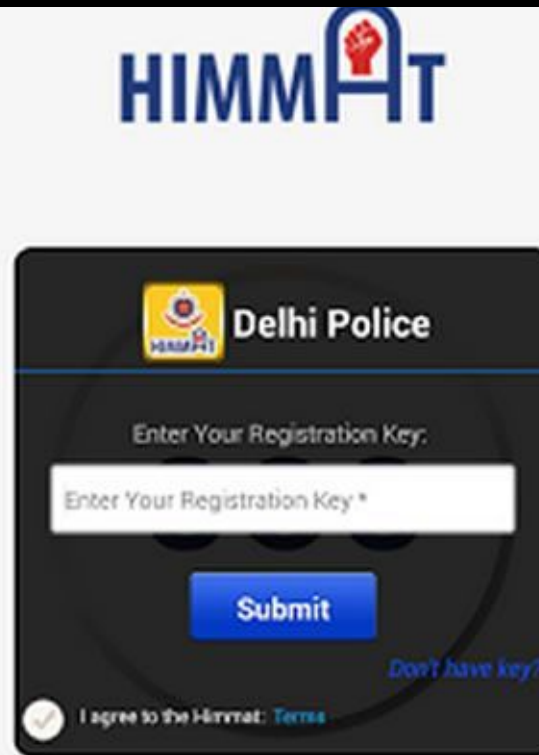 HIMMAT
HIMMAT
Delhi Police
Enter Your Registration Key:
Enter Your Registration Key *
Submit
Don't have key?
I agree to the Himmat: Terms